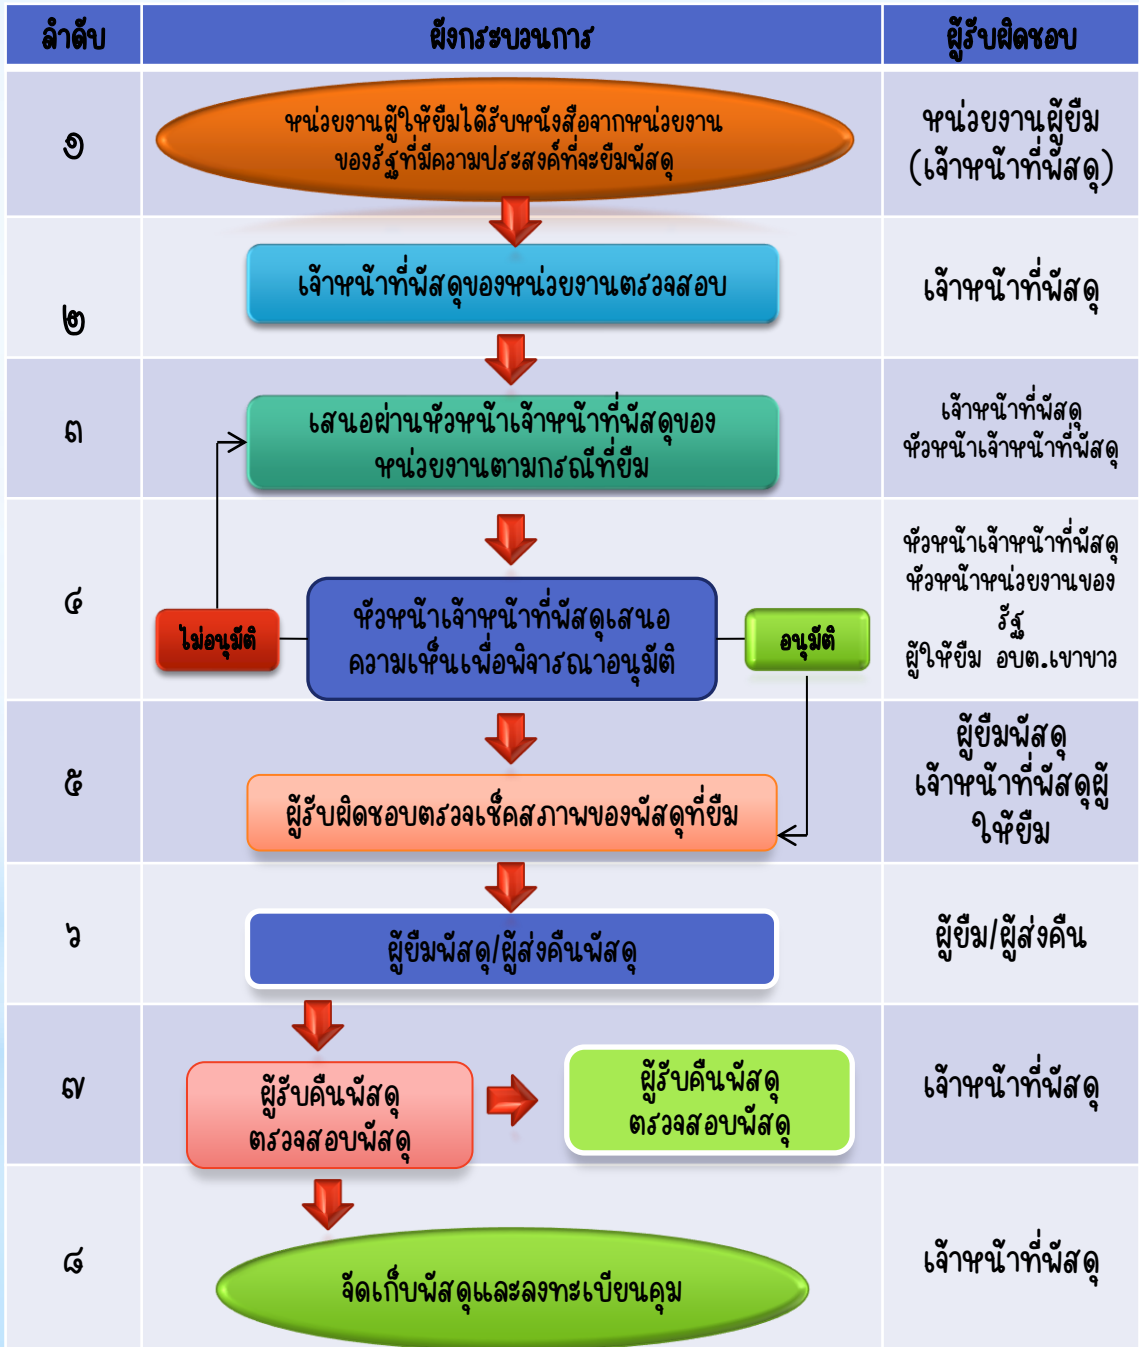 ลำดับ
ผังกระบวนการ
ผู้รับผิดชอบ
๑
หน่วยงานผู้ให้ยืมได้รับหนังสือจากหน่วยงาน
ของรัฐที่มีความประสงค์ที่จะยืมพัสดุ
หน่วยงานผู้ยืม
(เจ้าหน้าที่พัสดุ)
๒
เจ้าหน้าที่พัสดุของหน่วยงานตรวจสอบ
เจ้าหน้าที่พัสดุ
๓
เสนอผ่านหัวหน้าเจ้าหน้าที่พัสดุของ
หน่วยงานตามกรณีที่ยืม
เจ้าหน้าที่พัสดุ
หัวหน้าเจ้าหน้าที่พัสดุ
๔
ไม่อนุมัติ
หัวหน้าเจ้าหน้าที่พัสดุเสนอ
ความเห็นเพื่อพิจารณาอนุมัติ
อนุมัติ
หัวหน้าเจ้าหน้าที่พัสดุ
หัวหน้าหน่วยงานของ
รัฐ
ผู้ให้ยืม อบต.เขาขาว
๕
ผู้รับผิดชอบตรวจเช็คสภาพของพัสดุที่ยืม
ผู้ยืมพัสดุ
เจ้าหน้าที่พัสดุผู้
ให้ยืม
๖
ผู้ยืมพัสดุ/ผู้ส่งคืนพัสดุ
ผู้ยืม/ผู้ส่งคืน
๗
ผู้รับคืนพัสดุ
ตรวจสอบพัสดุ
ผู้รับคืนพัสดุ
ตรวจสอบพัสดุ
เจ้าหน้าที่พัสดุ
๘
จัดเก็บพัสดุและลงทะเบียนคุม
เจ้าหน้าที่พัสดุ